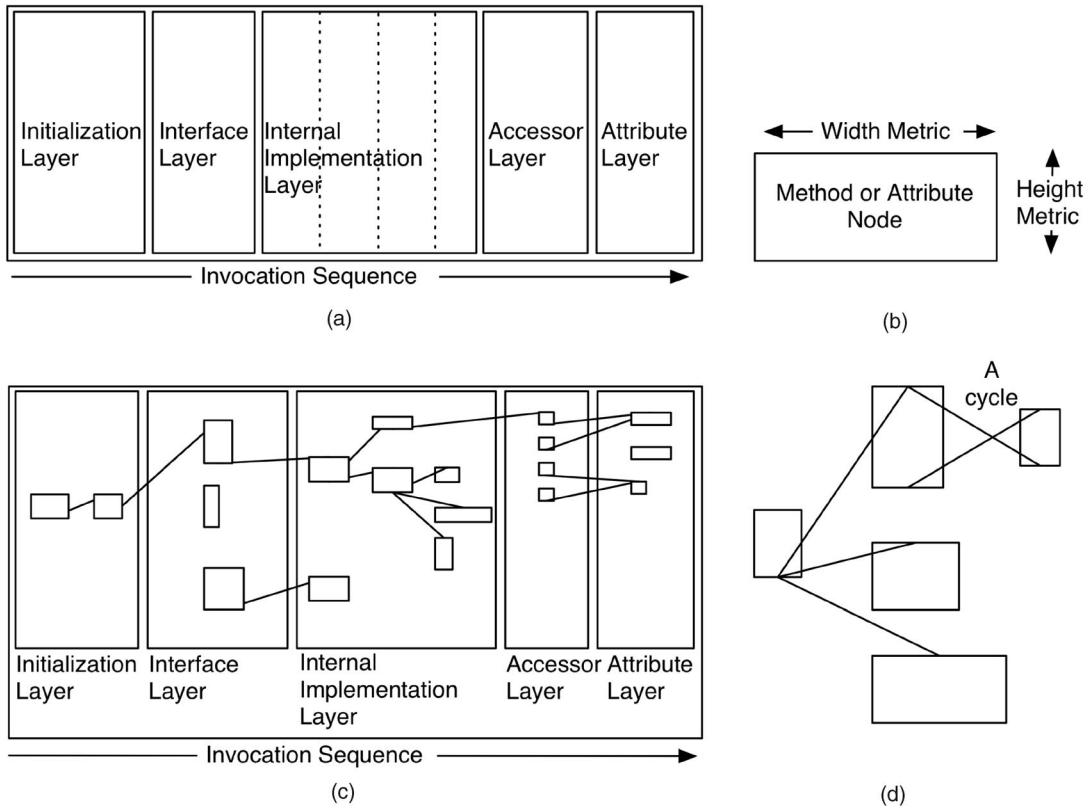 Initialization
Layer
Interface
Layer
Internal
Implementation
Layer
Accessor
Layer
Attribute
Layer
Invocation Sequence
(a)
Width Metric
Method or Attribute
Node
Height
Metric
(b)
Initialization
Layer
Interface
Layer
Internal
Implementation
Layer
Accessor
Layer
Attribute
Layer
Invocation Sequence
(c)
A
cycle
(d)